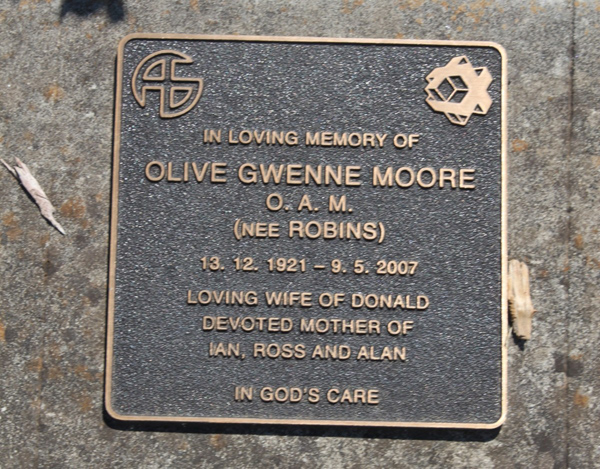 IN LOVING MEMORY OF
OLIVE GWENNE MOORE
O. A. M.
(NEE ROBINS)
13. 12. 1921 – 9. 5. 2007
LOVING WIFE OF DONALD
DEVOTED MOTHER OF
IAN, ROSS AND ALAN
IN GOD'S CARE